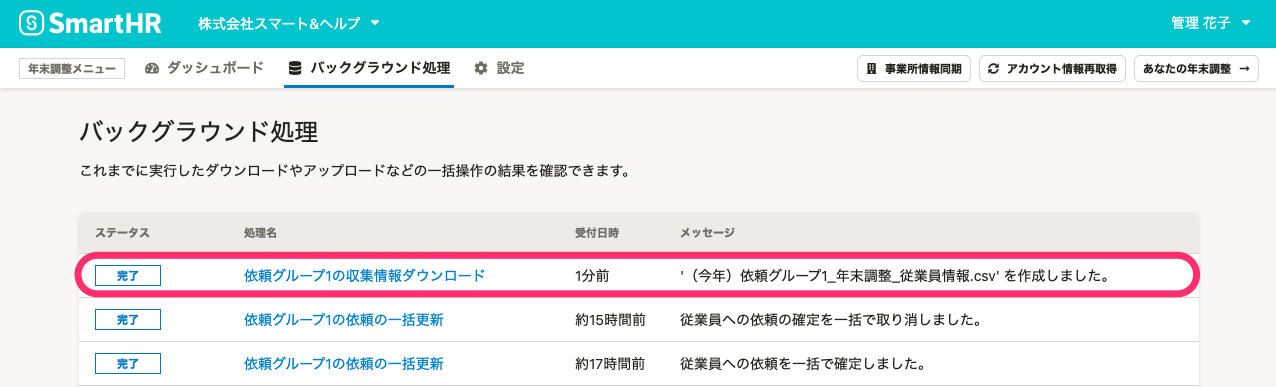 SmartHR 株式会社スマート&ヘルプ 管理 花子
年末調整メニュー ダッシュボード バックグラウンド処理 設定 事業所情報同期 アカウント情報再取得 あなたの年末調整 →
バックグラウンド処理
これまでに実行したダウンロードやアップロードなどの一括操作の結果を確認できます。
ステータス 処理名 受付日時 メッセージ
完了 依頼グループ1の収集情報ダウンロード 1分前 '（今年）依頼グループ1_年末調整_従業員情報.csv' を作成しました。
完了 依頼グループ1の依頼の一括更新 約15時間前 従業員への依頼の確定を一括で取り消しました。
完了 依頼グループ1の依頼の一括更新 約17時間前 従業員への依頼を一括で確定しました。